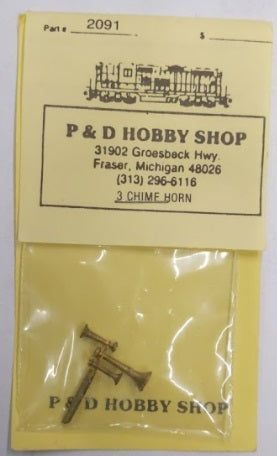 Part # 2091 $
P & D HOBBY SHOP
31902 Groesbeck Hwy.
Fraser, Michigan 48026
(313) 296-6116
3 CHIME HORN
P & D HOBBY SHOP